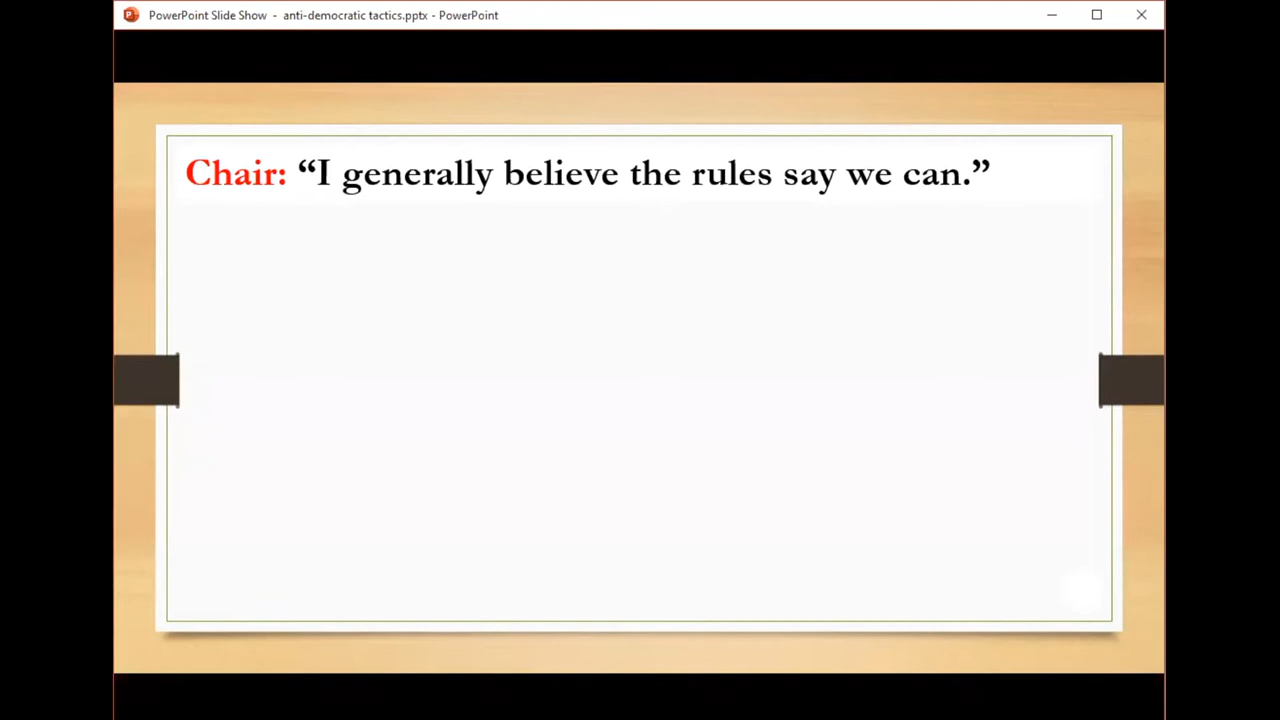 PowerPoint Slide Show - anti-democratic tactics.pptx - PowerPoint
Chair: “I generally believe the rules say we can.”